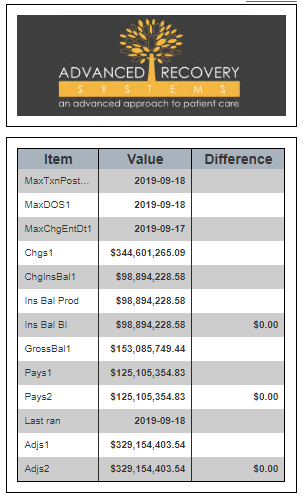 ADVANCED RECOVERY
SYSTEMS
an advanced approach to patient care
Item Value Difference
MaxTxnPost... 2019-09-18
MaxDOS1 2019-09-18
MaxChgEntDt1 2019-09-17
Chgs1 $344,601,265.09
ChgInsBal1 $98,894,228.58
Ins Bal Prod $98,894,228.58
Ins Bal BI $98,894,228.58 $0.00
GrossBal1 $153,085,749.44
Pays1 $125,105,354.83
Pays2 $125,105,354.83 $0.00
Last ran 2019-09-18
Adjs1 $329,154,403.54
Adjs2 $329,154,403.54 $0.00